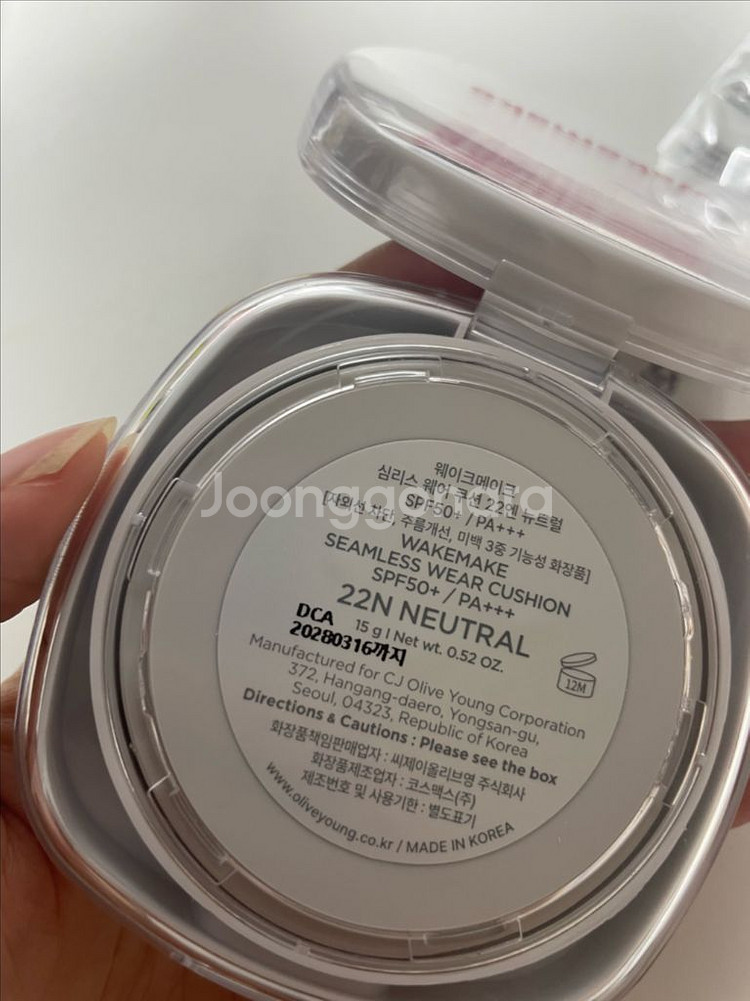 웨이크메이크
심리스 웨어 쿠션 22엔 뉴트럴
SPF50+ / PA+++
[자외선 차단, 주름개선, 미백 3중 기능성 화장품]
WAKEMAKE
SEAMLESS WEAR CUSHION
SPF50+ / PA+++
22N NEUTRAL
15 g I Net wt. 0.52 OZ.
DCA
20280316까지
12M
Manufactured for CJ Olive Young Corporation
372, Hangang-daero, Yongsan-gu,
Seoul, 04323, Republic of Korea
Directions & Cautions : Please see the box
화장품책임판매업자 : 씨제이올리브영 주식회사
화장품제조업자 : 코스맥스(주)
제조번호 및 사용기한 : 별도표기
www.oliveyoung.co.kr / MADE IN KOREA
Joonggonara